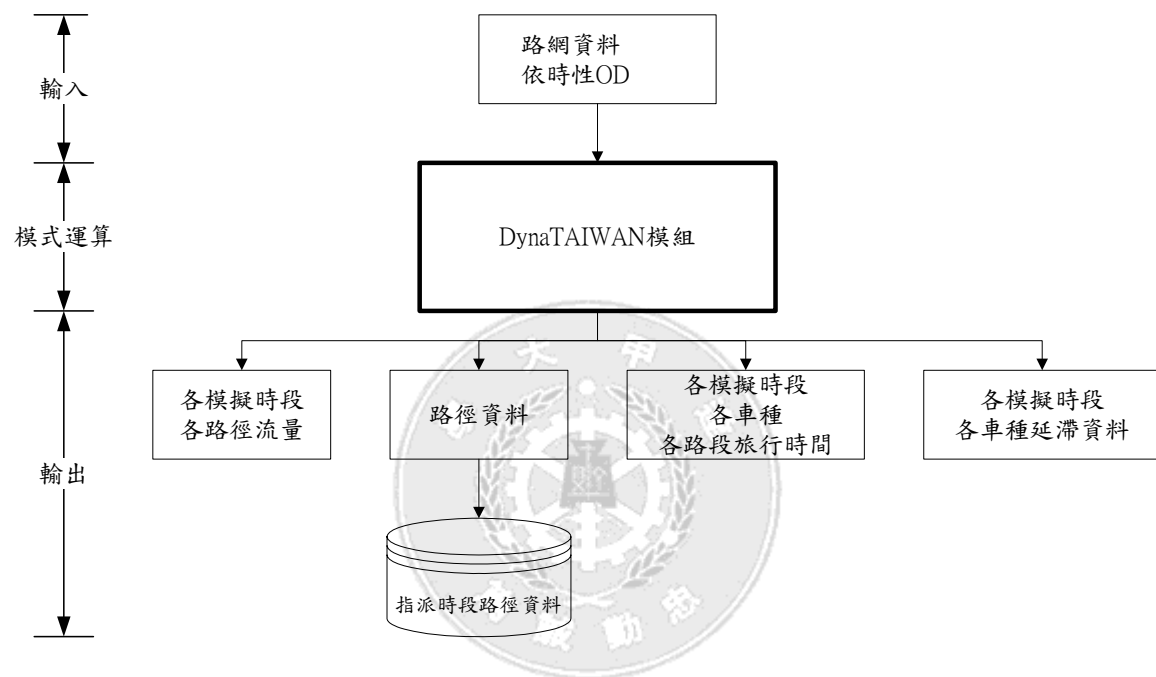 路網資料
依時性OD
輸入
模式運算
DynaTAIWAN模組
輸出
各模擬時段
各路徑流量
路徑資料
各模擬時段
各車種
各路段旅行時間
各模擬時段
各車種延滯資料
指派時段路徑資料
大甲
忠勤